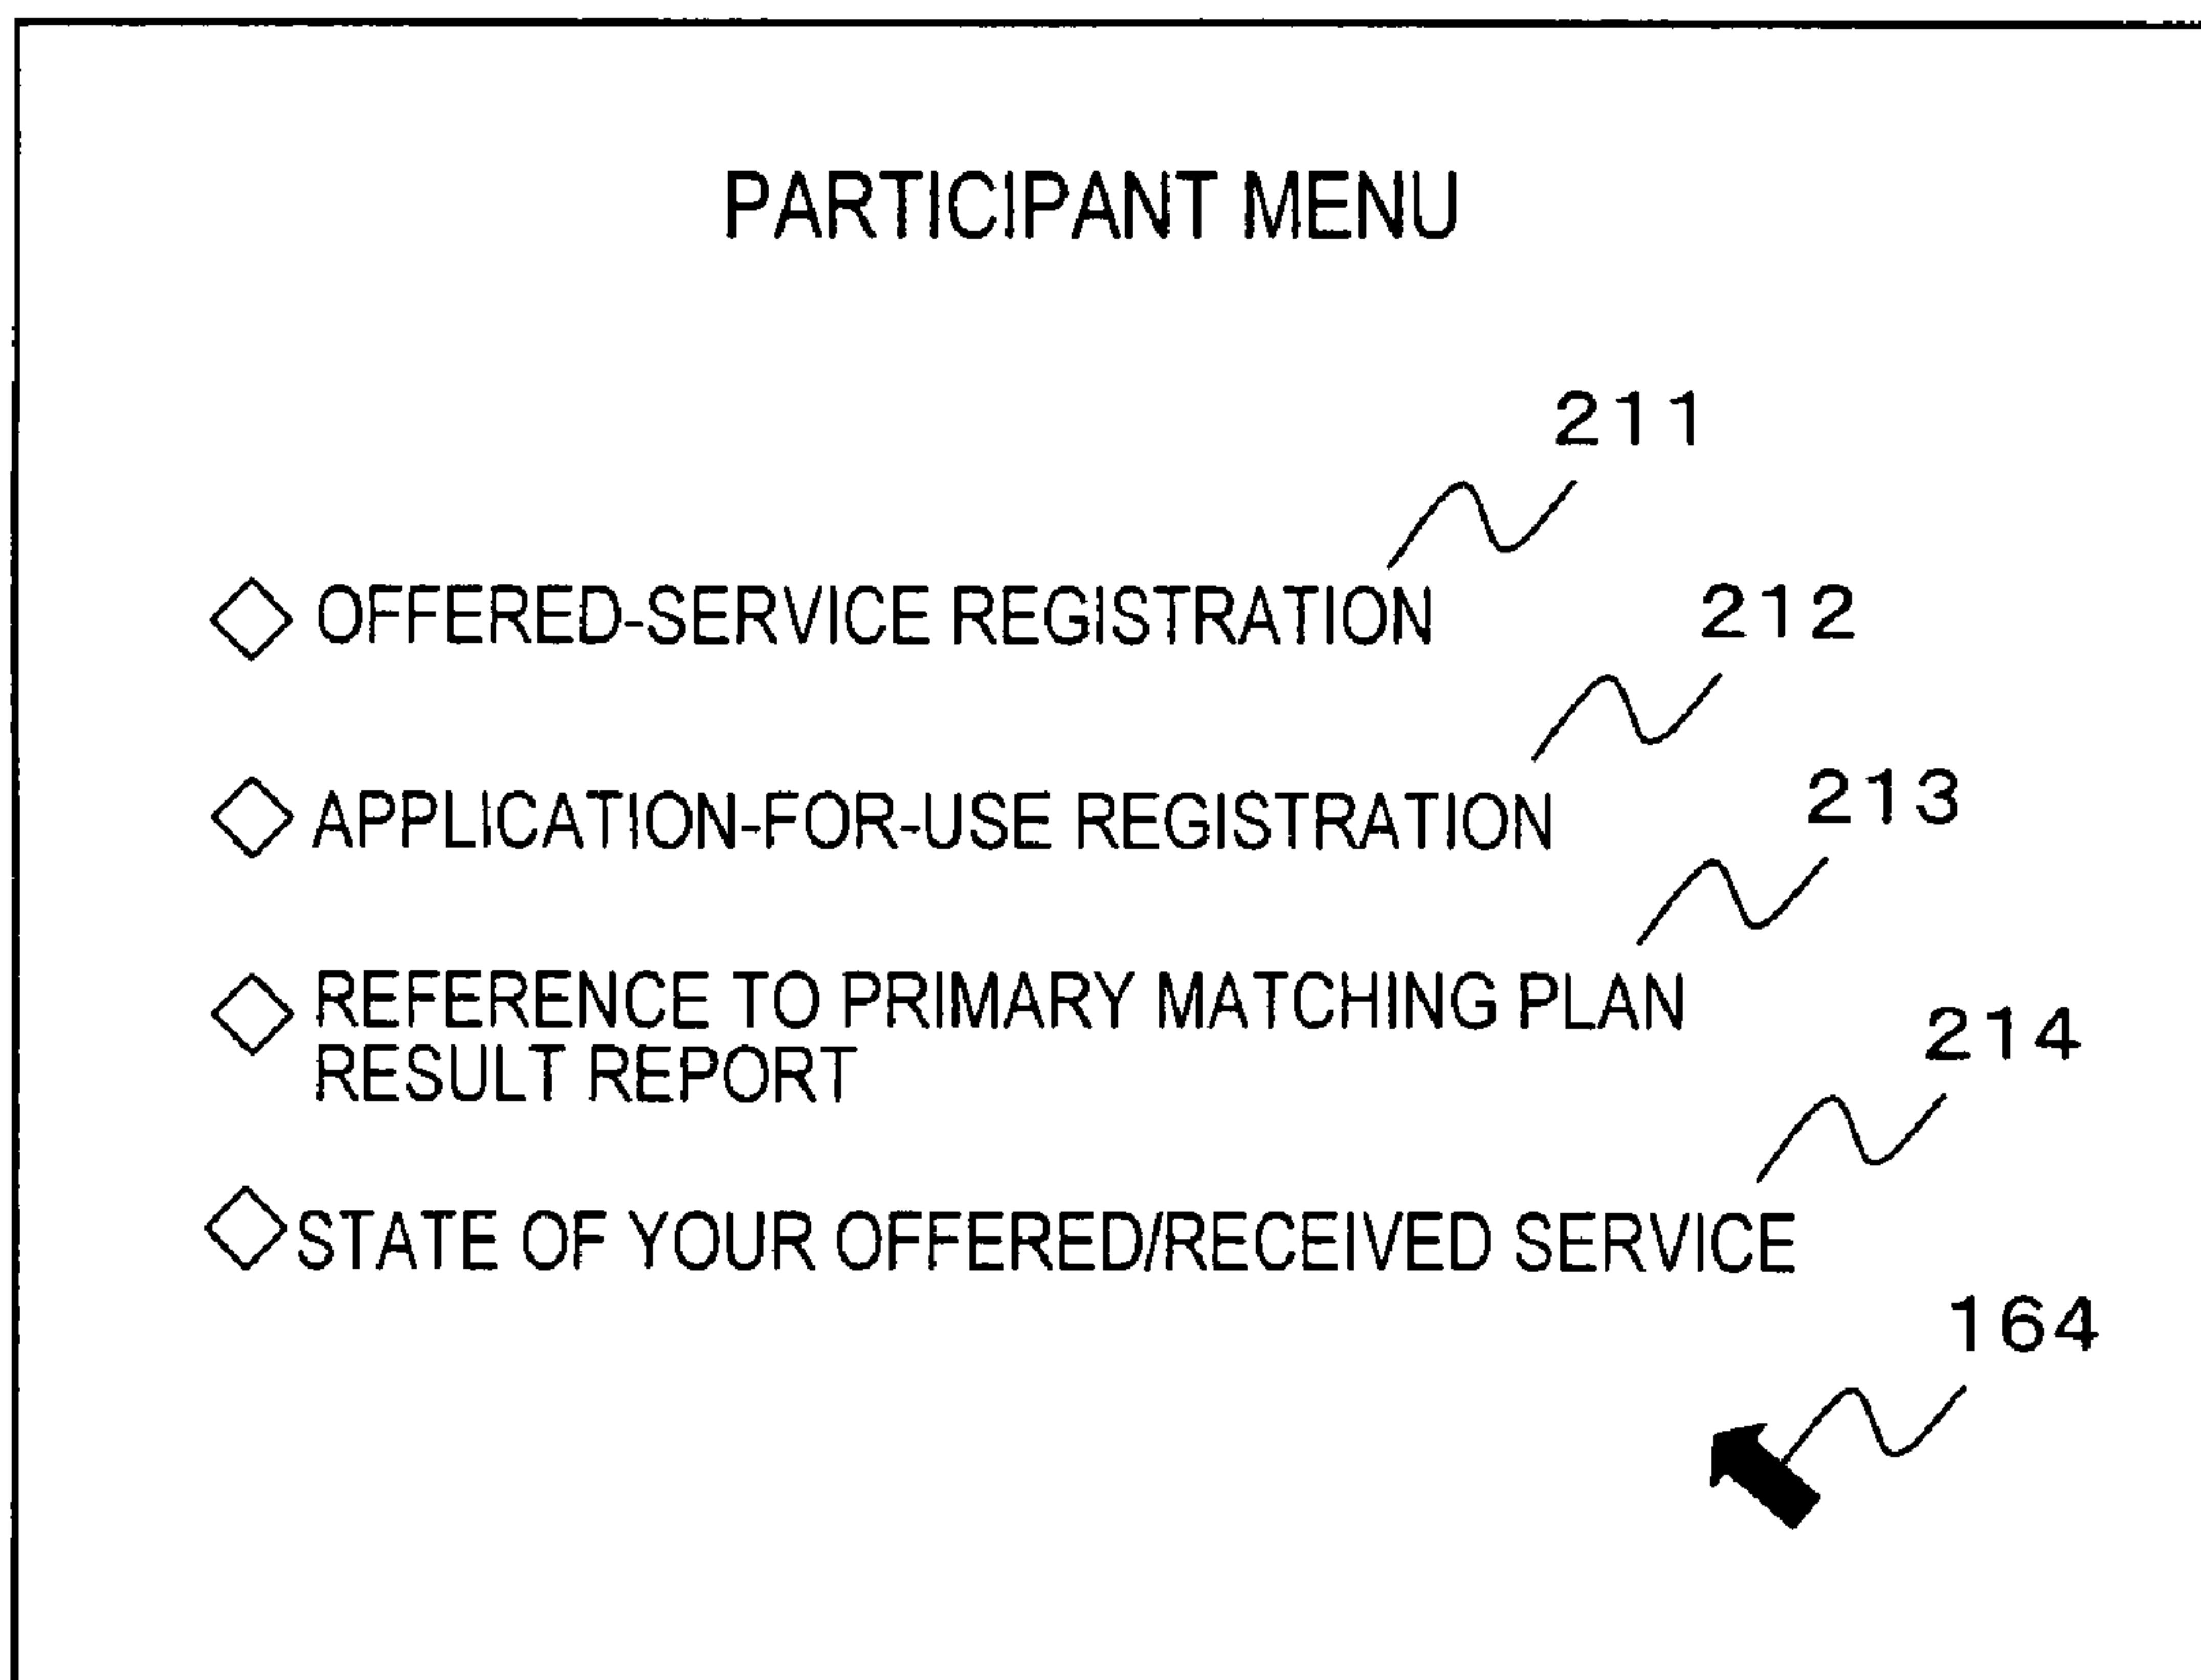 PARTICIPANT MENU
211
OFFERED-SERVICE REGISTRATION
212
APPLICATION-FOR-USE REGISTRATION
213
REFERENCE TO PRIMARY MATCHING PLAN
RESULT REPORT
214
STATE OF YOUR OFFERED/RECEIVED SERVICE
164